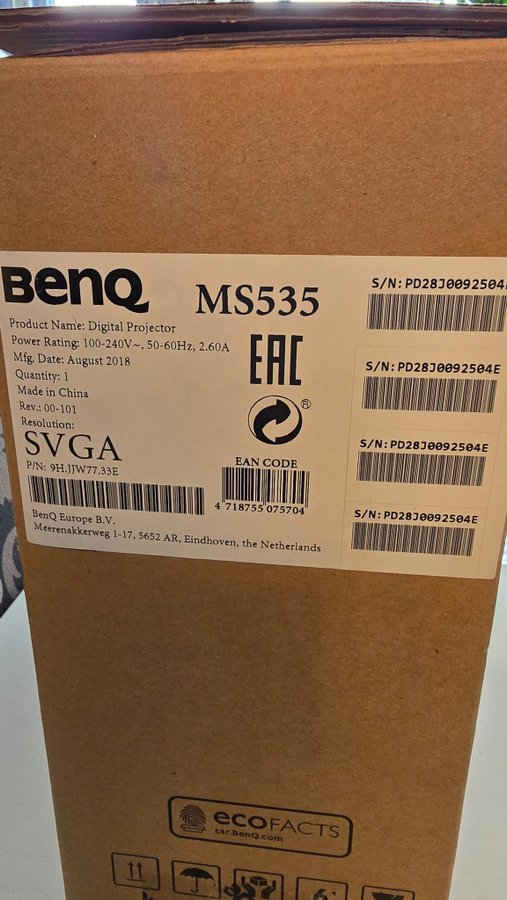 BenQ
MS535
Product Name: Digital Projector
Power Rating: 100-240V~, 50-60Hz, 2.60A
Mfg. Date: August 2018
Quantity: 1
Made in China
Rev.: 00-101
Resolution:
SVGA
P/N: 9H.JJW77.33E
BenQ Europe B.V.
Meerenakkerweg 1-17, 5652 AR, Eindhoven, the Netherlands
EAC
®
EAN CODE
4 718755 075704
S/N: PD28J0092504
S/N: PD28J0092504E
S/N: PD28J0092504E
S/N: PD28J0092504E
ecoFACTS
csr.BenQ.com
6